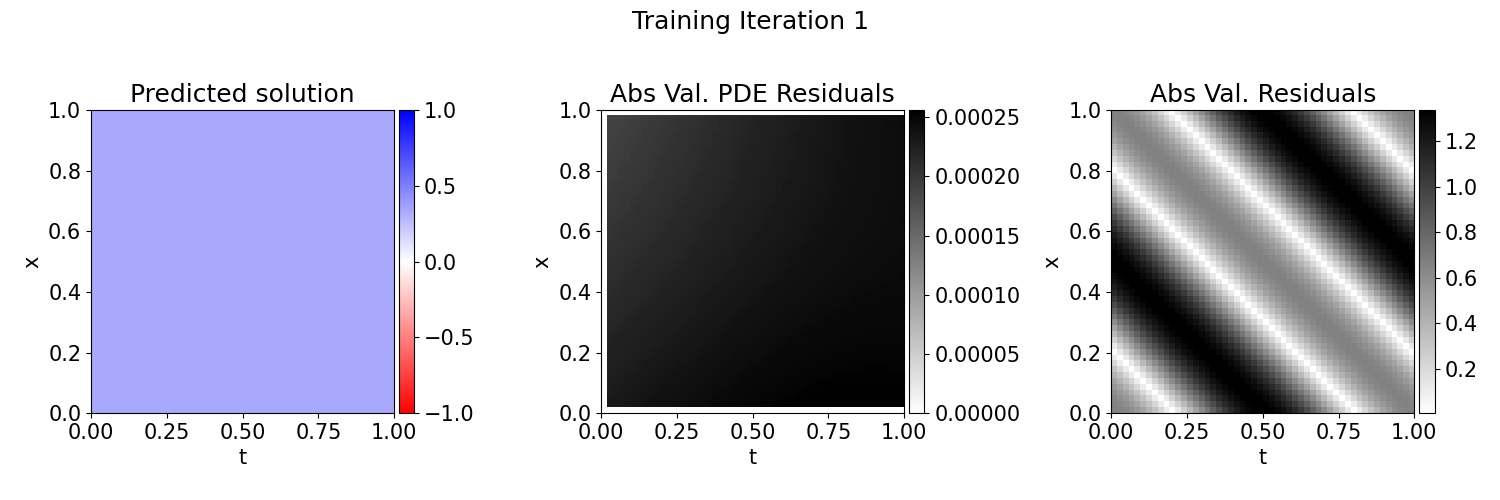 Training Iteration 1
Predicted solution
1.0
0.8
0.6
0.4
0.2
0.0
x
0.00 0.25 0.50 0.75 1.00
t
1.0
0.5
0.0
−0.5
−1.0
Abs Val. PDE Residuals
1.0
0.8
0.6
0.4
0.2
0.0
x
0.00 0.25 0.50 0.75 1.00
t
0.00025
0.00020
0.00015
0.00010
0.00005
0.00000
Abs Val. Residuals
1.0
0.8
0.6
0.4
0.2
0.0
x
0.00 0.25 0.50 0.75 1.00
t
1.2
1.0
0.8
0.6
0.4
0.2